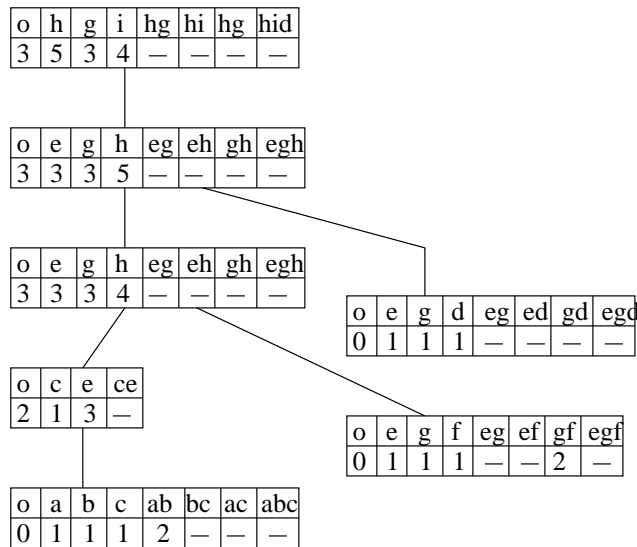 o h g i hg hi hg hid
3 5 3 4 — — — —
o e g h eg eh gh egh
3 3 3 5 — — — —
o e g h eg eh gh egh
3 3 3 4 — — — —
o e g d eg ed gd egd
0 1 1 1 — — — —
o c e ce
2 1 3 —
o e g f eg ef gf egf
0 1 1 1 — — 2 —
o a b c ab bc ac abc
0 1 1 1 2 — — —